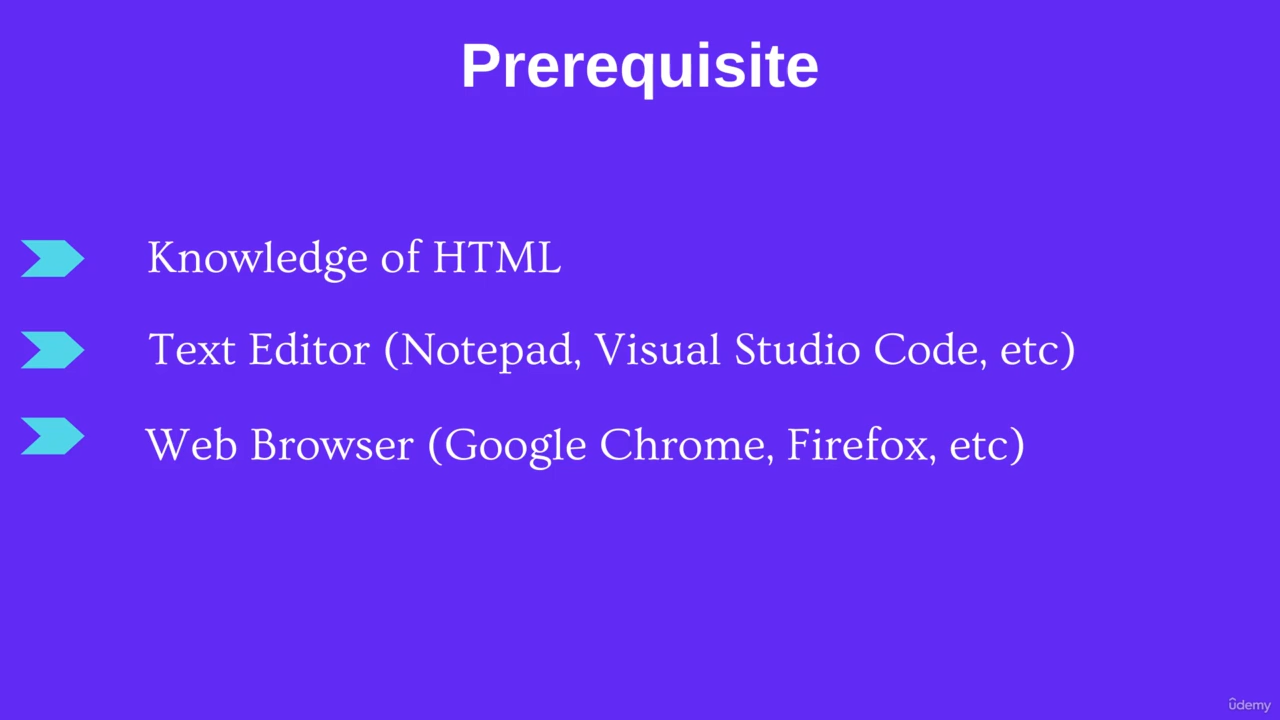 Prerequisite
Knowledge of HTML
Text Editor (Notepad, Visual Studio Code, etc)
Web Browser (Google Chrome, Firefox, etc)
ûdemy